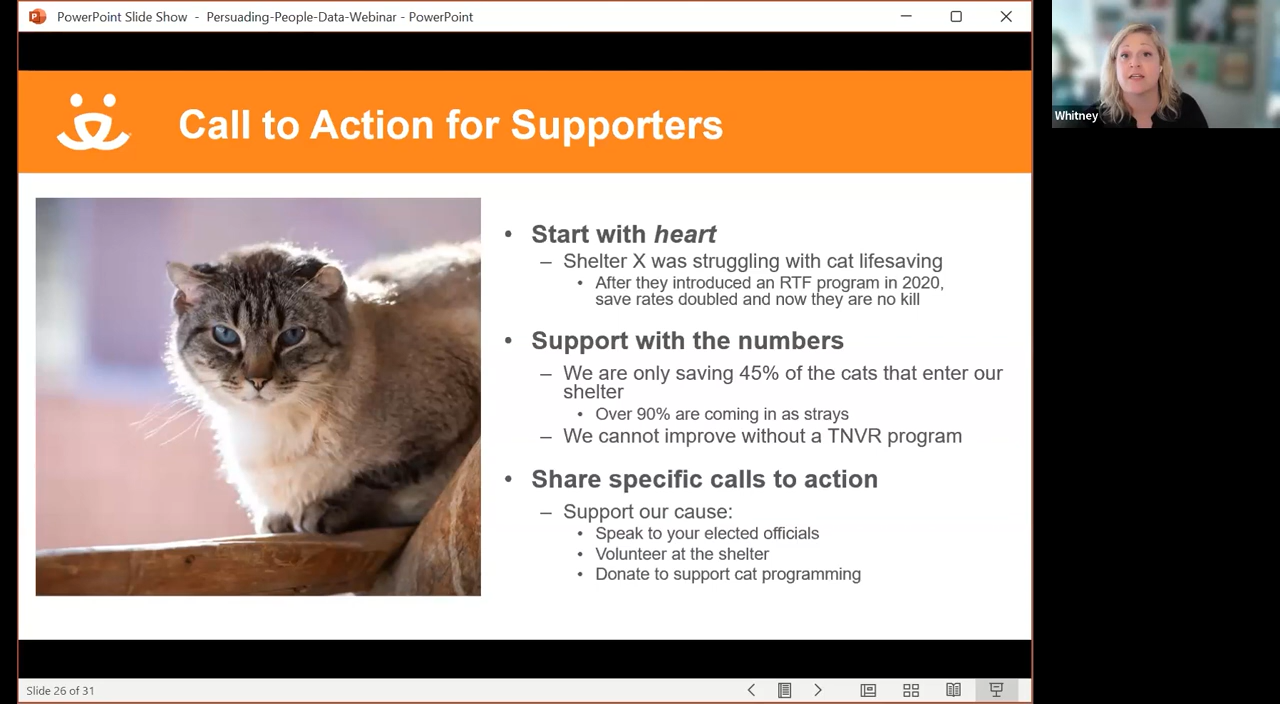 PowerPoint Slide Show - Persuading-People-Data-Webinar - PowerPoint
Whitney
Call to Action for Supporters
• Start with heart
– Shelter X was struggling with cat lifesaving
• After they introduced an RTF program in 2020,
save rates doubled and now they are no kill
• Support with the numbers
– We are only saving 45% of the cats that enter our
shelter
• Over 90% are coming in as strays
– We cannot improve without a TNVR program
• Share specific calls to action
– Support our cause:
• Speak to your elected officials
• Volunteer at the shelter
• Donate to support cat programming
Slide 26 of 31